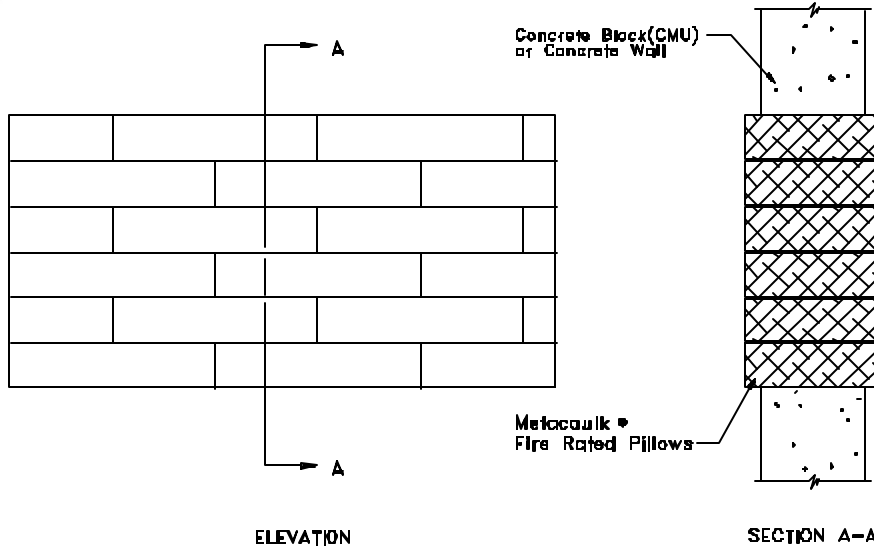 A
Concrete Block(CMU)
or Concrete Wall
Metacaulk ®
Fire Rated Pillows
A
ELEVATION
SECTION A-A